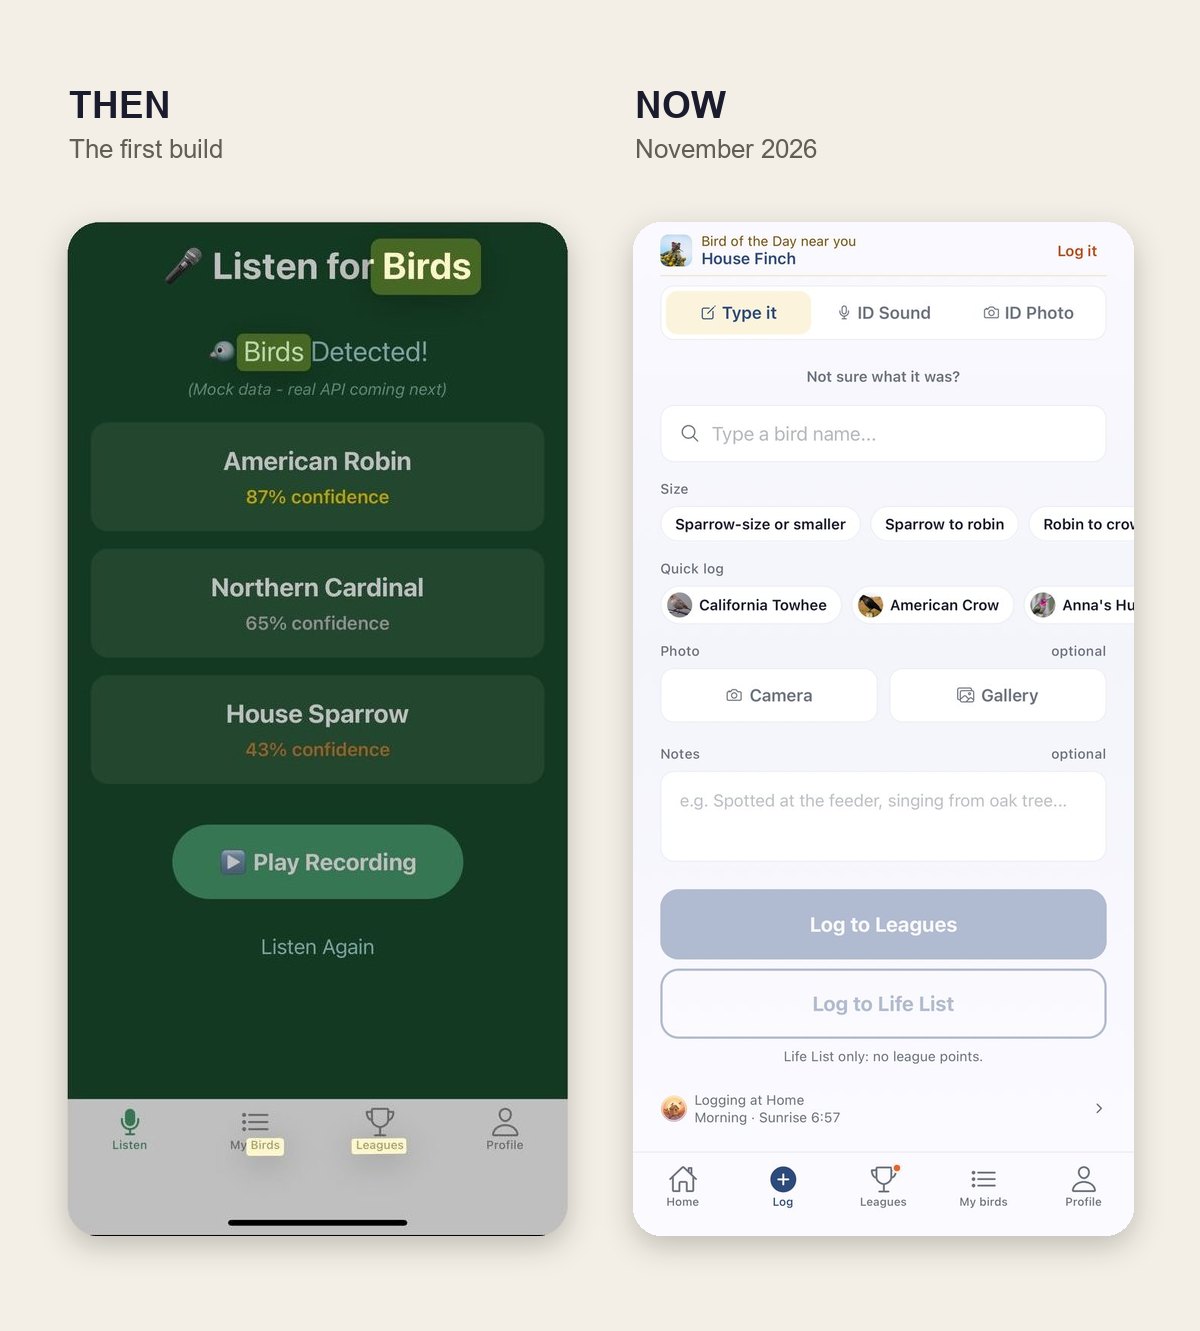 THEN
The first build
Listen for Birds
Birds Detected!
(Mock data - real API coming next)
American Robin
87% confidence
Northern Cardinal
65% confidence
House Sparrow
43% confidence
Play Recording
Listen Again
Listen
My Birds
Leagues
Profile
NOW
November 2026
Bird of the Day near you
House Finch
Log it
Type it
ID Sound
ID Photo
Not sure what it was?
Type a bird name...
Size
Sparrow-size or smaller
Sparrow to robin
Robin to crow
Quick log
California Towhee
American Crow
Anna's Hu
Photo
optional
Camera
Gallery
Notes
optional
e.g. Spotted at the feeder, singing from oak tree...
Log to Leagues
Log to Life List
Life List only: no league points.
Logging at Home
Morning · Sunrise 6:57
Home
Log
Leagues
My birds
Profile